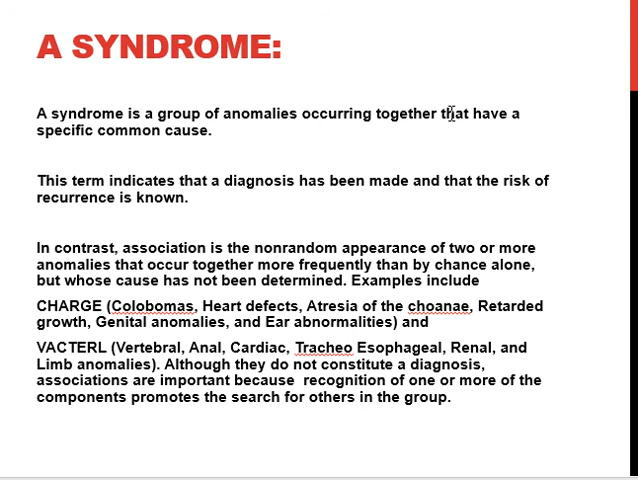 A SYNDROME:
A syndrome is a group of anomalies occurring together that have a
specific common cause.
This term indicates that a diagnosis has been made and that the risk of
recurrence is known.
In contrast, association is the nonrandom appearance of two or more
anomalies that occur together more frequently than by chance alone,
but whose cause has not been determined. Examples include
CHARGE (Colobomas, Heart defects, Atresia of the choanae, Retarded
growth, Genital anomalies, and Ear abnormalities) and
VACTERL (Vertebral, Anal, Cardiac, Tracheo Esophageal, Renal, and
Limb anomalies). Although they do not constitute a diagnosis,
associations are important because  recognition of one or more of the
components promotes the search for others in the group.